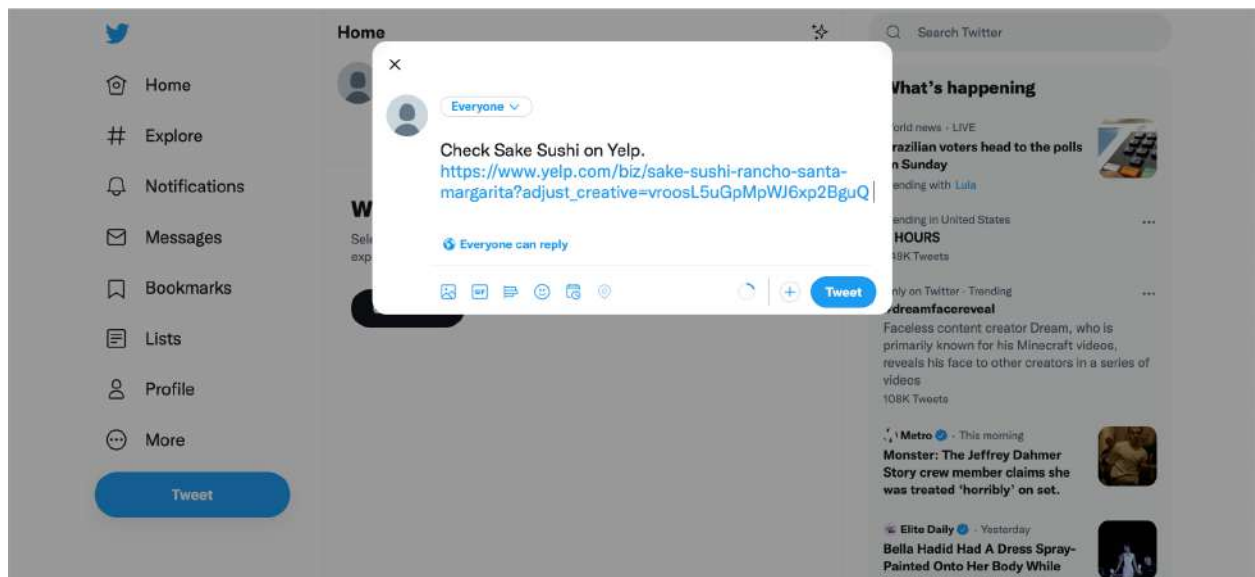 Home
Explore
Notifications
Messages
Bookmarks
Lists
Profile
More
Tweet
Home
Everyone
Check Sake Sushi on Yelp.
https://www.yelp.com/biz/sake-sushi-rancho-santa-
margarita?adjust_creative=vroosL5uGpMpWJ6xp2BguQ
Everyone can reply
GIF
Tweet
Search Twitter
What's happening
LIVE
razilian voters head to the polls
n Sunday
ending with Lula
ending in United States
HOURS
Tweets
nly on Twitter · Trending
dreamfacereveal
Faceless content creator Dream, who is
primarily known for his Minecraft videos,
reveals his face to other creators in a series of
videos
108K Tweets
Metro · This morning
Monster: The Jeffrey Dahmer
Story crew member claims she
was treated 'horribly' on set.
Elite Daily · Yesterday
Bella Hadid Had A Dress Spray-
Painted Onto Her Body While